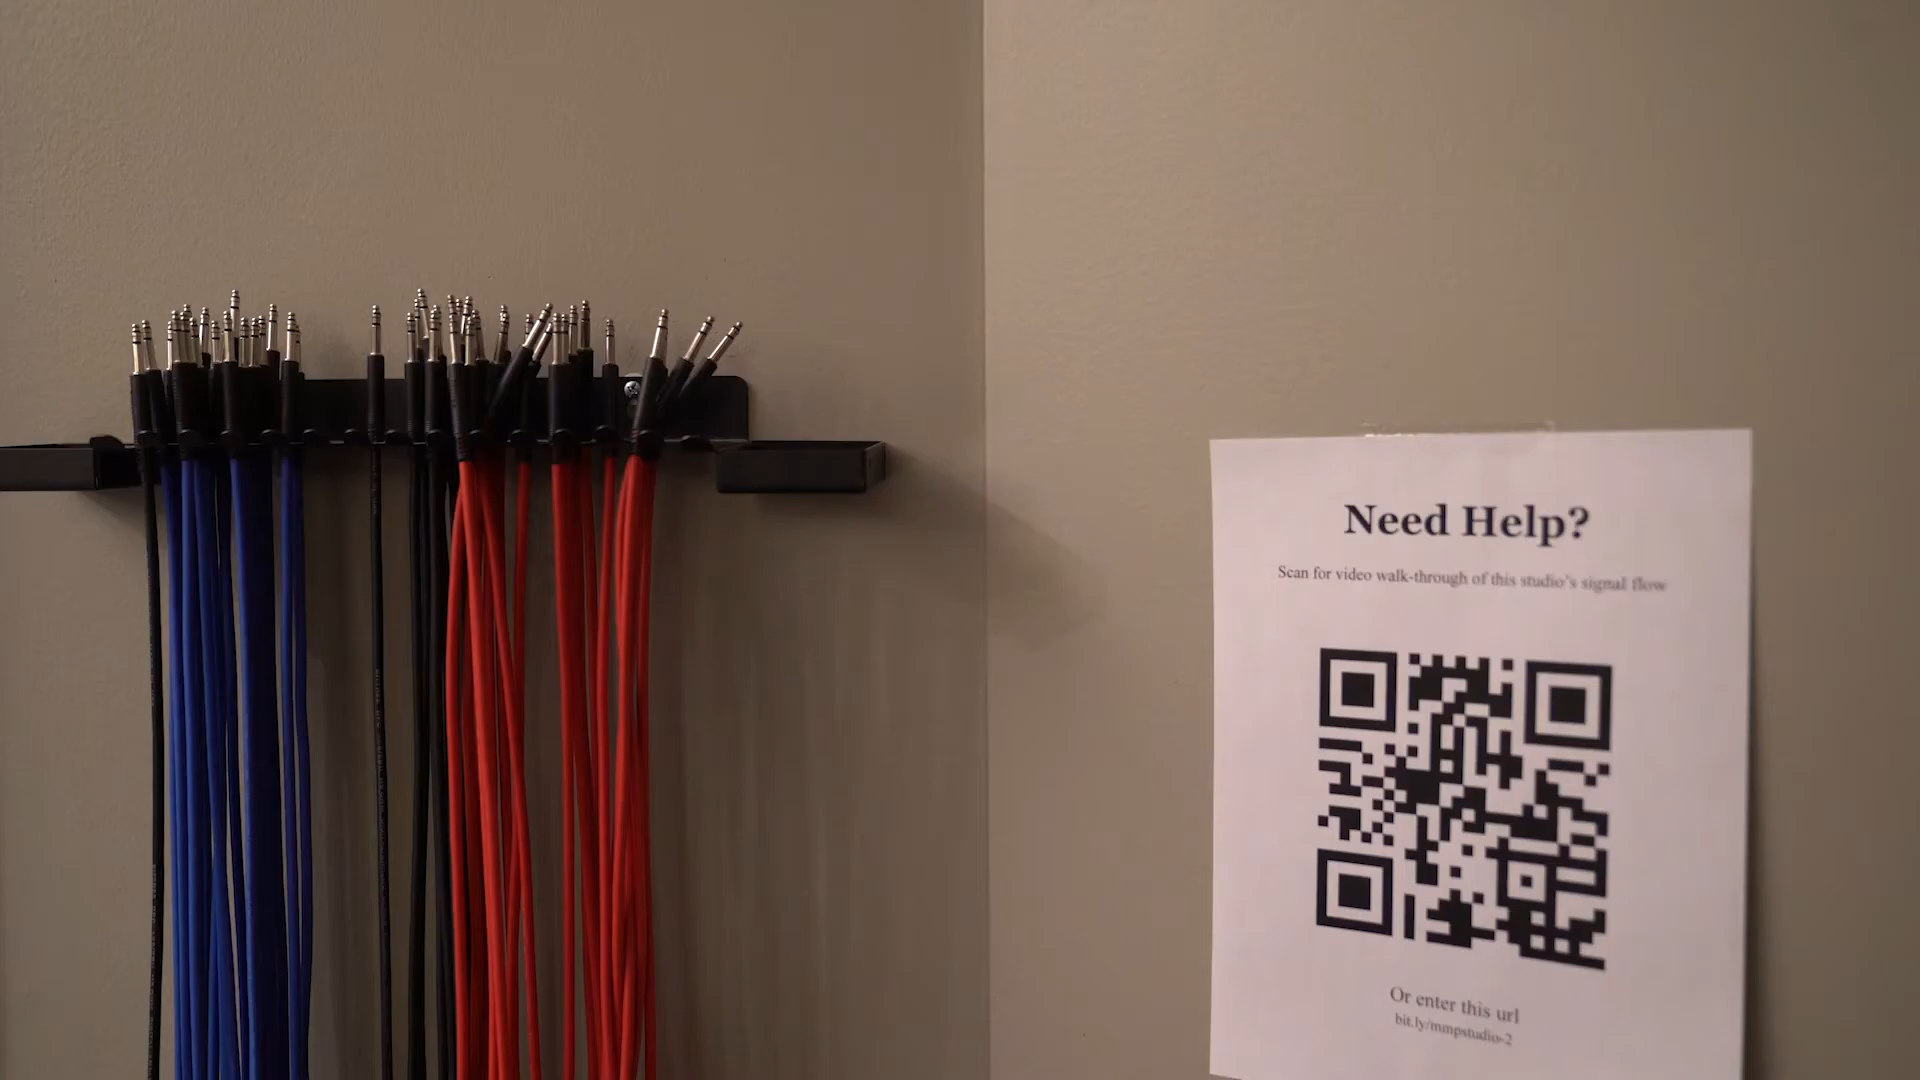 Need Help?
Scan for video walk-through of this studio's signal flow
Or enter this url
bit.ly/mmpstudio-2